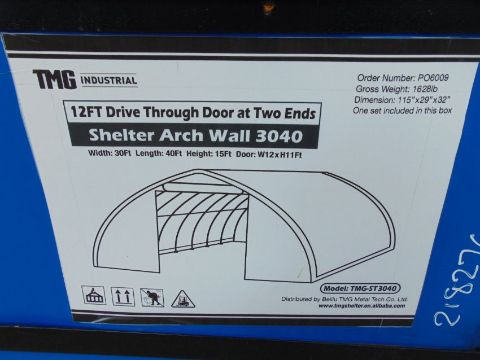 TMG INDUSTRIAL
Order Number: PO6009
Gross Weight: 1628lb
Dimension: 115"x29"x32"
One set included in this box
12FT Drive Through Door at Two Ends
Shelter Arch Wall 3040
Width: 30Ft Length: 40Ft Height: 15Ft Door: W12xH11Ft
Model: TMG-ST3040
Distributed by Beilu TMG Metal Tech Co. Ltd.
www.tmgshelter.en.alibaba.com